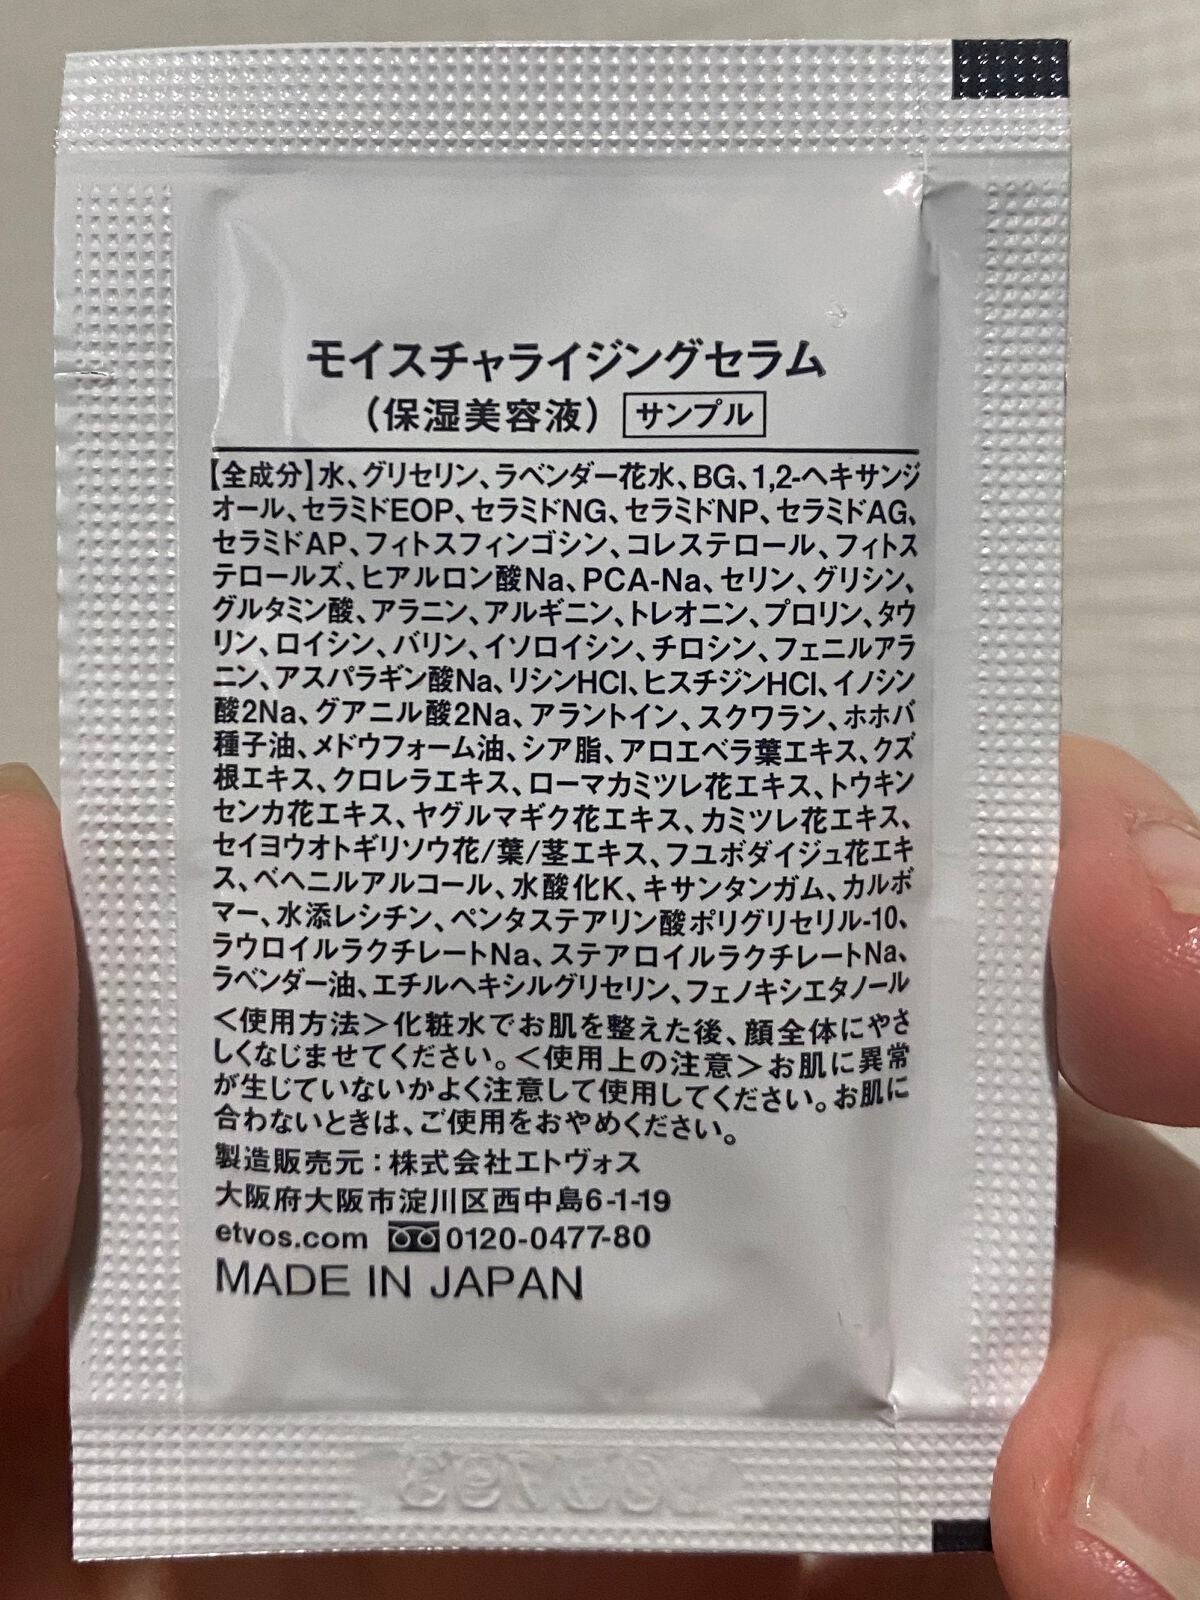 モイスチャライジングセラム
（保湿美容液） サンプル
【全成分】水、グリセリン、ラベンダー花水、BG、1,2-ヘキサンジ
オール、セラミドEOP、セラミドNG、セラミドNP、セラミドAG、
セラミドAP、フィトスフィンゴシン、コレステロール、フィトス
テロールズ、ヒアルロン酸Na、PCA-Na、セリン、グリシン、
グルタミン酸、アラニン、アルギニン、トレオニン、プロリン、タウ
リン、ロイシン、バリン、イソロイシン、チロシン、フェニルアラ
ニン、アスパラギン酸Na、リシンHCl、ヒスチジンHCl、イノシン
酸2Na、グアニル酸2Na、アラントイン、スクワラン、ホホバ
種子油、メドウフォーム油、シア脂、アロエベラ葉エキス、クズ
根エキス、クロレラエキス、ローマカミツレ花エキス、トウキン
センカ花エキス、ヤグルマギク花エキス、カミツレ花エキス、
セイヨウオトギリソウ花/葉/茎エキス、フユボダイジュ花エキ
ス、ベヘニルアルコール、水酸化K、キサンタンガム、カルボ
マー、水添レシチン、ペンタステアリン酸ポリグリセリル-10、
ラウロイルラクチレートNa、ステアロイルラクチレートNa、
ラベンダー油、エチルヘキシルグリセリン、フェノキシエタノール
＜使用方法＞化粧水でお肌を整えた後、顔全体にやさ
しくなじませてください。＜使用上の注意＞お肌に異常
が生じていないかよく注意して使用してください。お肌に
合わないときは、ご使用をおやめください。
製造販売元：株式会社エトヴォス
大阪府大阪市淀川区西中島6-1-19
etvos.com 0120-0477-80
MADE IN JAPAN